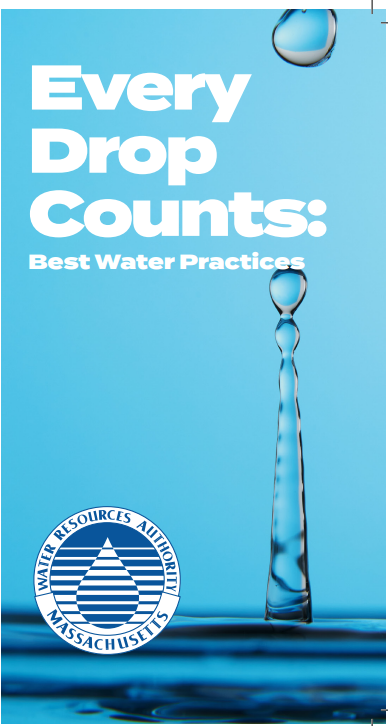 Every
Drop
Counts:
Best Water Practices
WATER RESOURCES AUTHORITY
MASSACHUSETTS